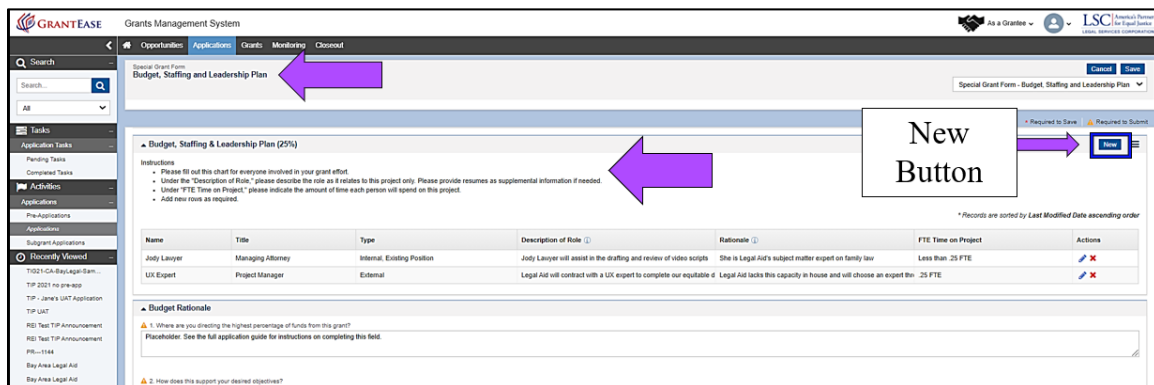 GRANTEASE Grants Management System As a Grantee LSC America's Partner for Equal Justice LEGAL SERVICES CORPORATION
Opportunities Applications Grants Monitoring Closeout
Search
Search...
All
Tasks
Application Tasks
Pending Tasks
Completed Tasks
Activities
Applications
Pre-Applications
Applications
Subgrant Applications
Recently Viewed
TIG21-CA-BayLegal-Sam...
TIP 2021 no pre-app
TIP - Jane's UAT Application
TIP UAT
REI Test TIP Announcement
REI Test TIP Announcement
PR---1144
Bay Area Legal Aid
Bay Area Legal Aid
Special Grant Form
Budget, Staffing and Leadership Plan
Cancel Save
Special Grant Form - Budget, Staffing and Leadership Plan
* Required to Save Required to Submit
New
Button
Budget, Staffing & Leadership Plan (25%) New
Instructions
• Please fill out this chart for everyone involved in your grant effort.
• Under the "Description of Role," please describe the role as it relates to this project only. Please provide resumes as supplemental information if needed.
• Under "FTE Time on Project," please indicate the amount of time each person will spend on this project.
• Add new rows as required.
* Records are sorted by Last Modified Date ascending order
Name Title Type Description of Role Rationale FTE Time on Project Actions
Jody Lawyer Managing Attorney Internal, Existing Position Jody Lawyer will assist in the drafting and review of video scripts She is Legal Aid's subject matter expert on family law Less than .25 FTE
UX Expert Project Manager External Legal Aid will contract with a UX expert to complete our equitable d Legal Aid lacks this capacity in house and will choose an expert thro .25 FTE
Budget Rationale
1. Where are you directing the highest percentage of funds from this grant?
Placeholder. See the full application guide for instructions on completing this field.
2. How does this support your desired objectives?